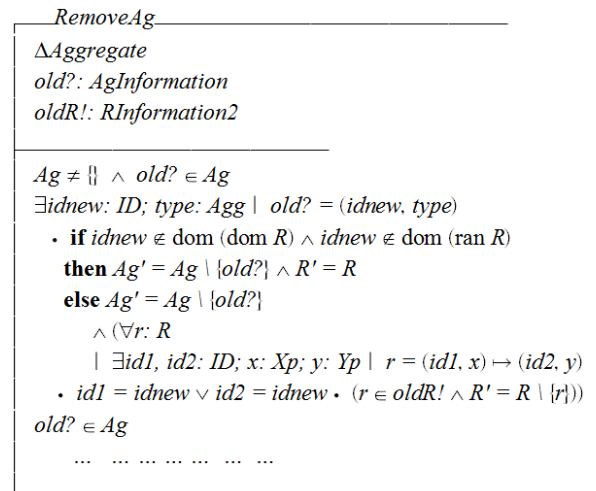 RemoveAg
ΔAggregate
old?: AgInformation
oldR!: RInformation2
Ag ≠ {} ∧ old? ∈ Ag
∃idnew: ID; type: Agg | old? = (idnew, type)
• if idnew ∉ dom (dom R) ∧ idnew ∉ dom (ran R)
then Ag' = Ag \ {old?} ∧ R' = R
else Ag' = Ag \ {old?}
∧ (∀r: R
| ∃id1, id2: ID; x: Xp; y: Yp | r = (id1, x) ↦ (id2, y)
• id1 = idnew ∨ id2 = idnew • (r ∈ oldR! ∧ R' = R \ {r}))
old? ∈ Ag
... ... ... ... ... ... ...